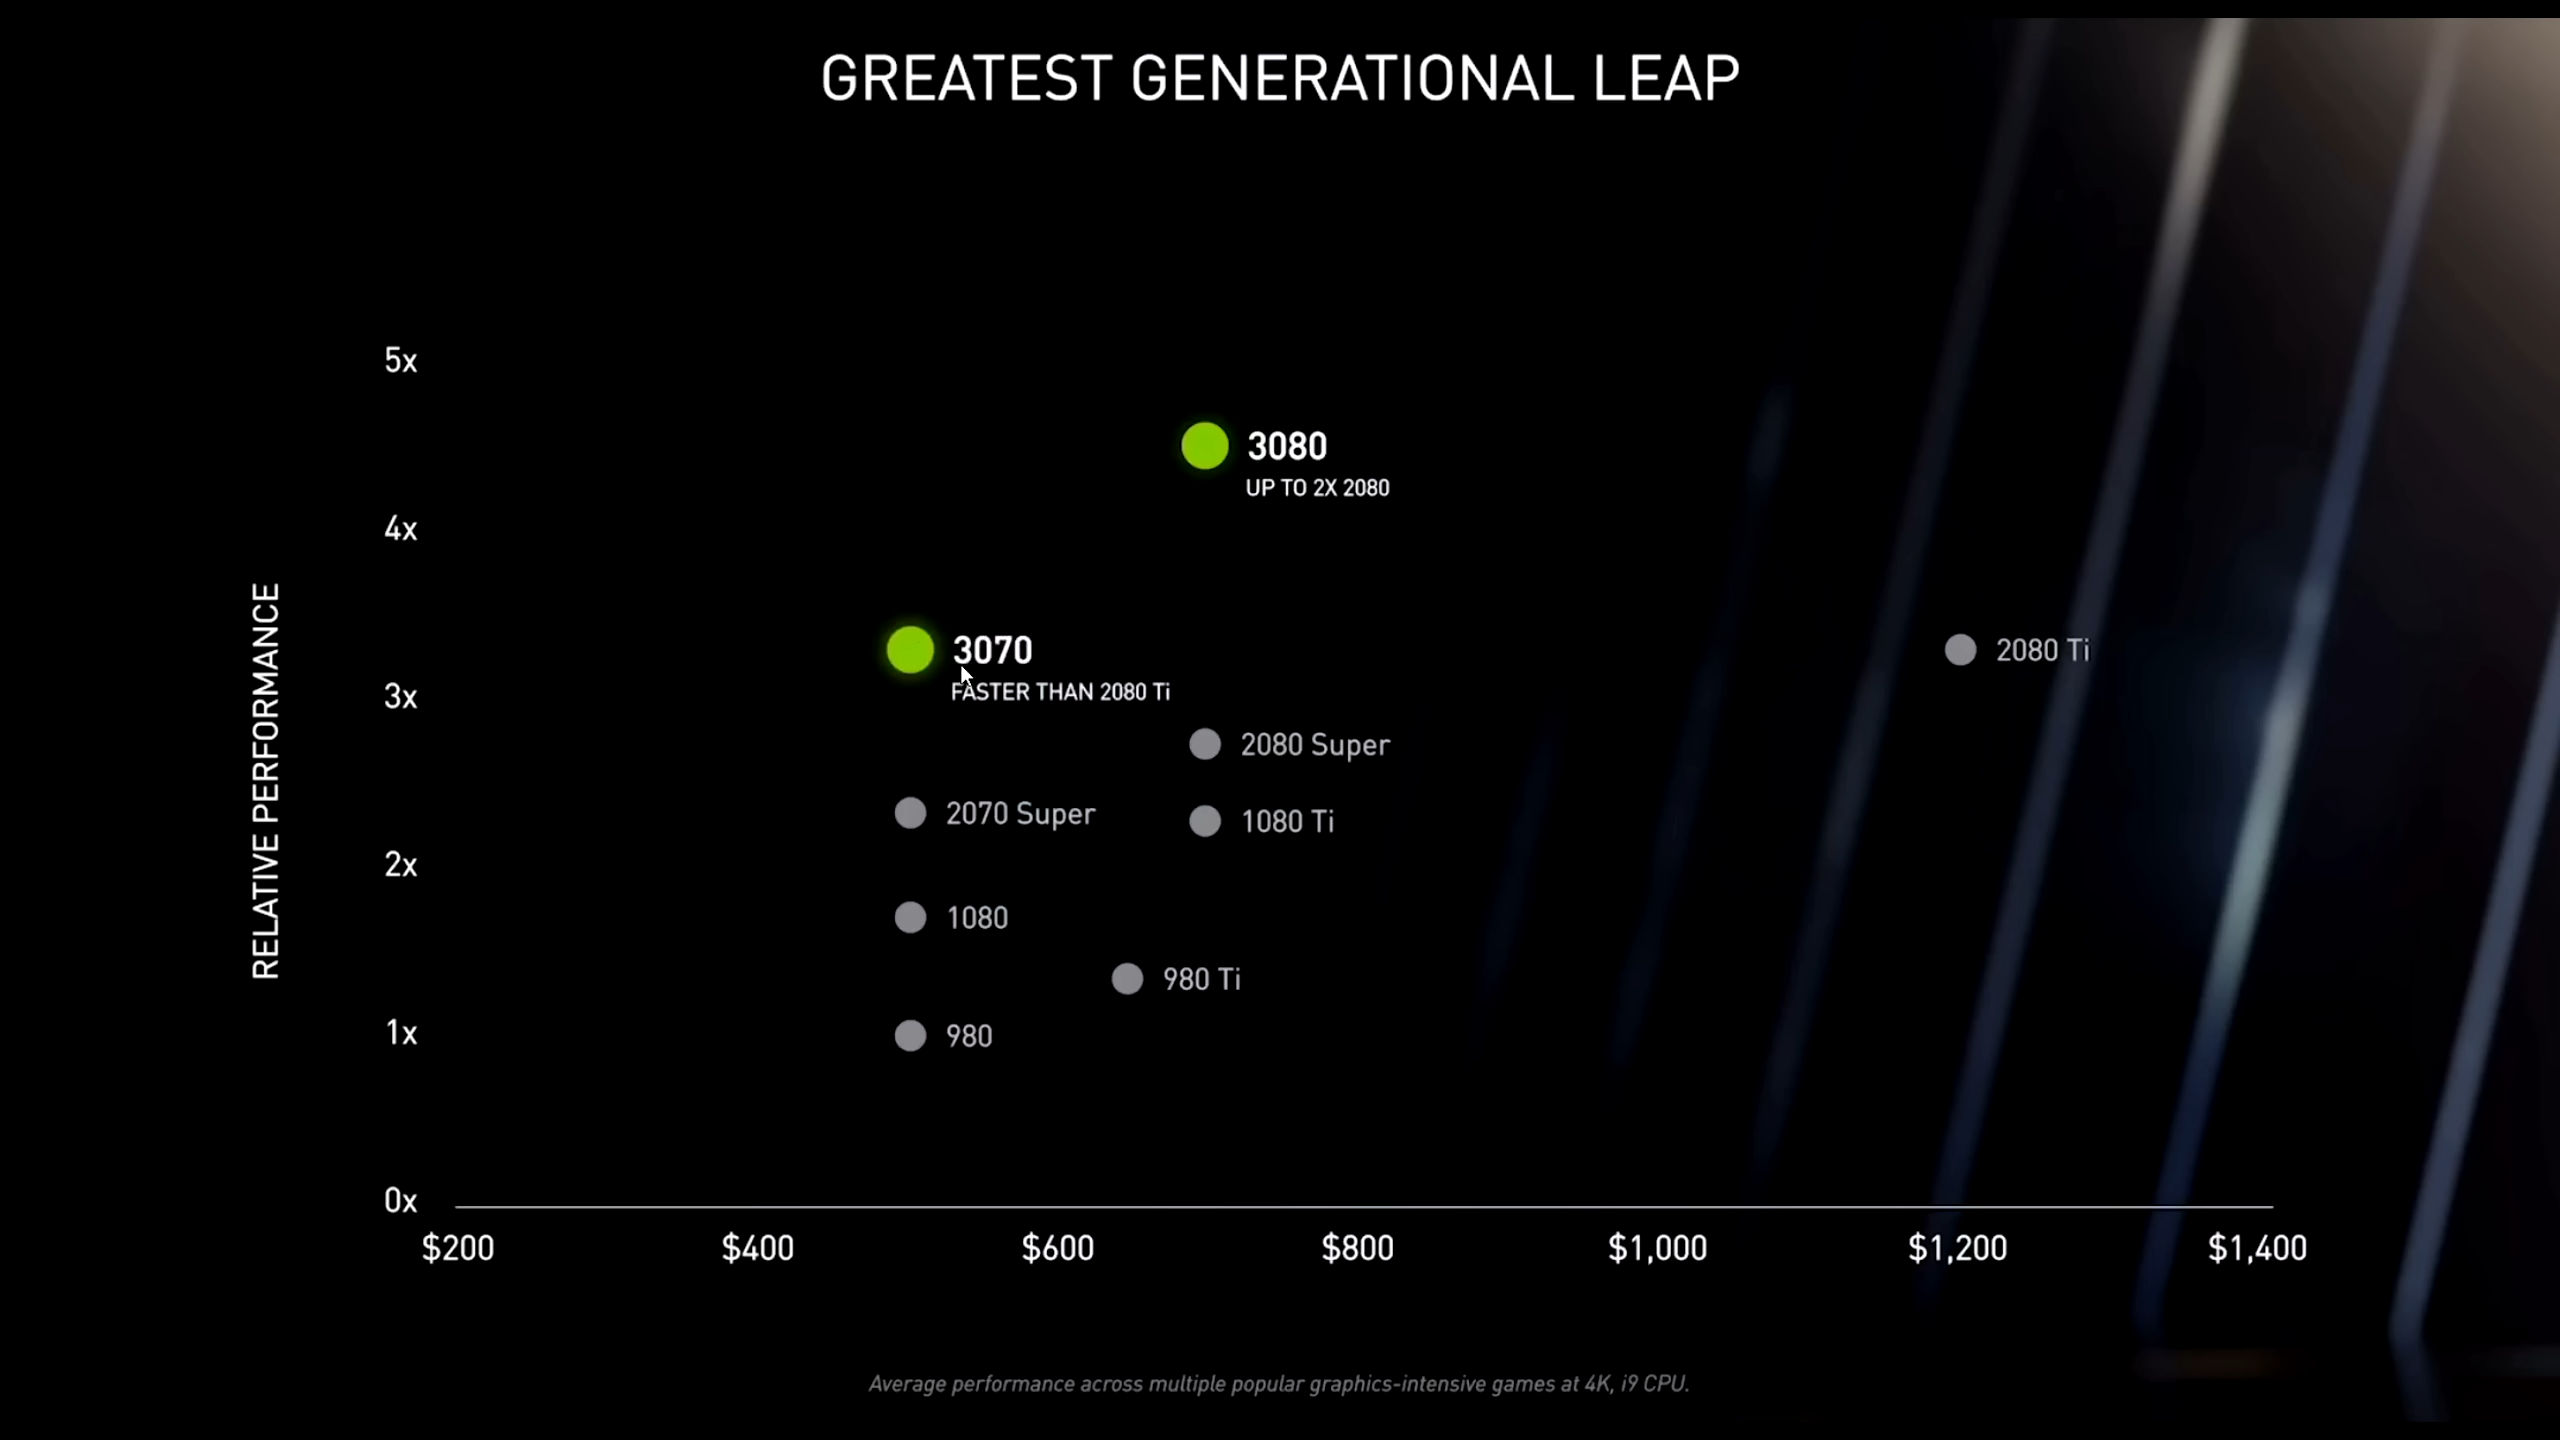 GREATEST GENERATIONAL LEAP
5x
3080
UP TO 2X 2080
4x
3070
FASTER THAN 2080 Ti
2080 Ti
3x
2080 Super
2070 Super
1080 Ti
2x
1080
980 Ti
1x
980
0x
RELATIVE PERFORMANCE
$200 $400 $600 $800 $1,000 $1,200 $1,400
Average performance across multiple popular graphics-intensive games at 4K, i9 CPU.